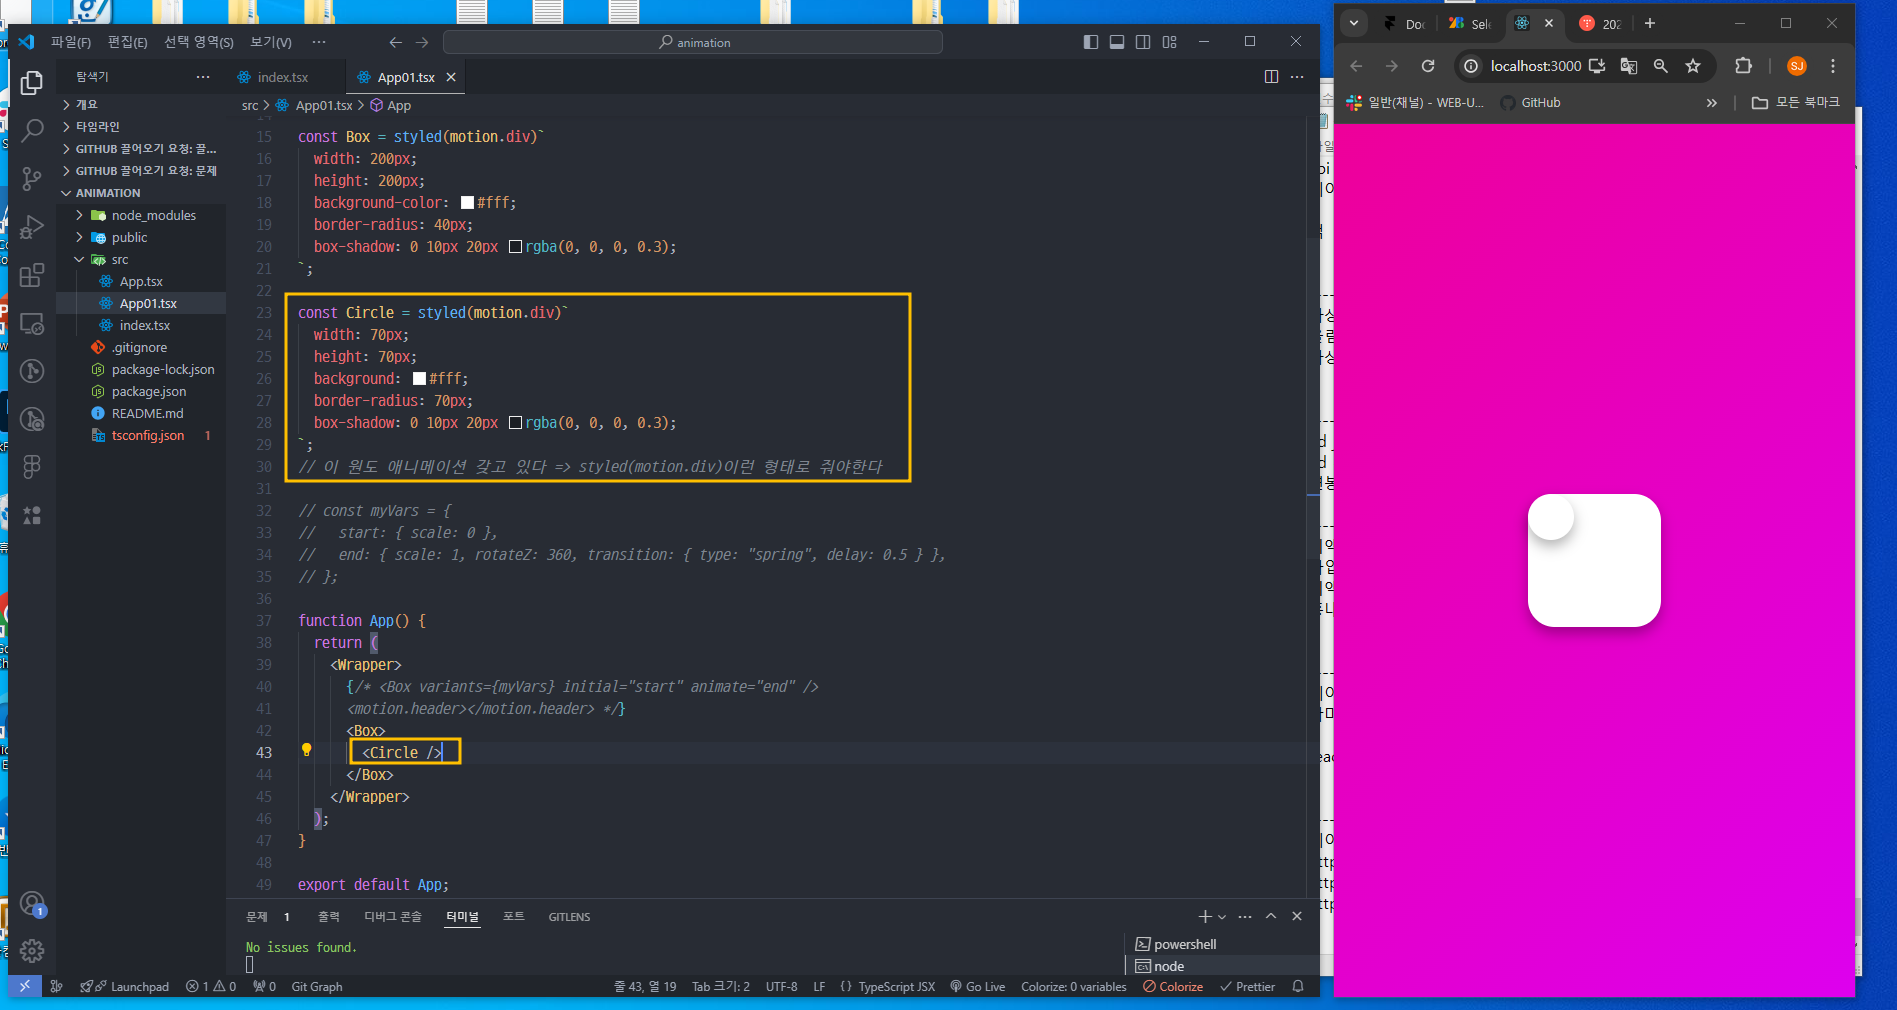 파일(F) 편집(E) 선택 영역(S) 보기(V) ··· animation
탐색기 ···
개요
타임라인
GITHUB 끌어오기 요청: 끌...
GITHUB 끌어오기 요청: 문제
ANIMATION
node_modules
public
src
App.tsx
App01.tsx
index.tsx
.gitignore
package-lock.json
package.json
README.md
tsconfig.json 1
index.tsx App01.tsx
src > App01.tsx > App
15 const Box = styled(motion.div)`
16 width: 200px;
17 height: 200px;
18 background-color: #fff;
19 border-radius: 40px;
20 box-shadow: 0 10px 20px rgba(0, 0, 0, 0.3);
21 `;
22
23 const Circle = styled(motion.div)`
24 width: 70px;
25 height: 70px;
26 background: #fff;
27 border-radius: 70px;
28 box-shadow: 0 10px 20px rgba(0, 0, 0, 0.3);
29 `;
30 // 이 원도 애니메이션 갖고 있다 => styled(motion.div)이런 형태로 줘야한다
31
32 // const myVars = {
33 // start: { scale: 0 },
34 // end: { scale: 1, rotateZ: 360, transition: { type: "spring", delay: 0.5 } },
35 // };
36
37 function App() {
38 return (
39 <Wrapper>
40 {/* <Box variants={myVars} initial="start" animate="end" />
41 <motion.header></motion.header> */}
42 <Box>
43 <Circle />
44 </Box>
45 </Wrapper>
46 );
47 }
48
49 export default App;
문제 1 출력 디버그 콘솔 터미널 포트 GITLENS
No issues found.
powershell
node
Launchpad 1 0 0 Git Graph 줄 43, 열 19 Tab 크기: 2 UTF-8 LF {} TypeScript JSX Go Live Colorize: 0 variables Colorize Prettier
1
Doc Sele 202
localhost:3000 SJ
일반(채널) - WEB-U... GitHub » 모든 북마크